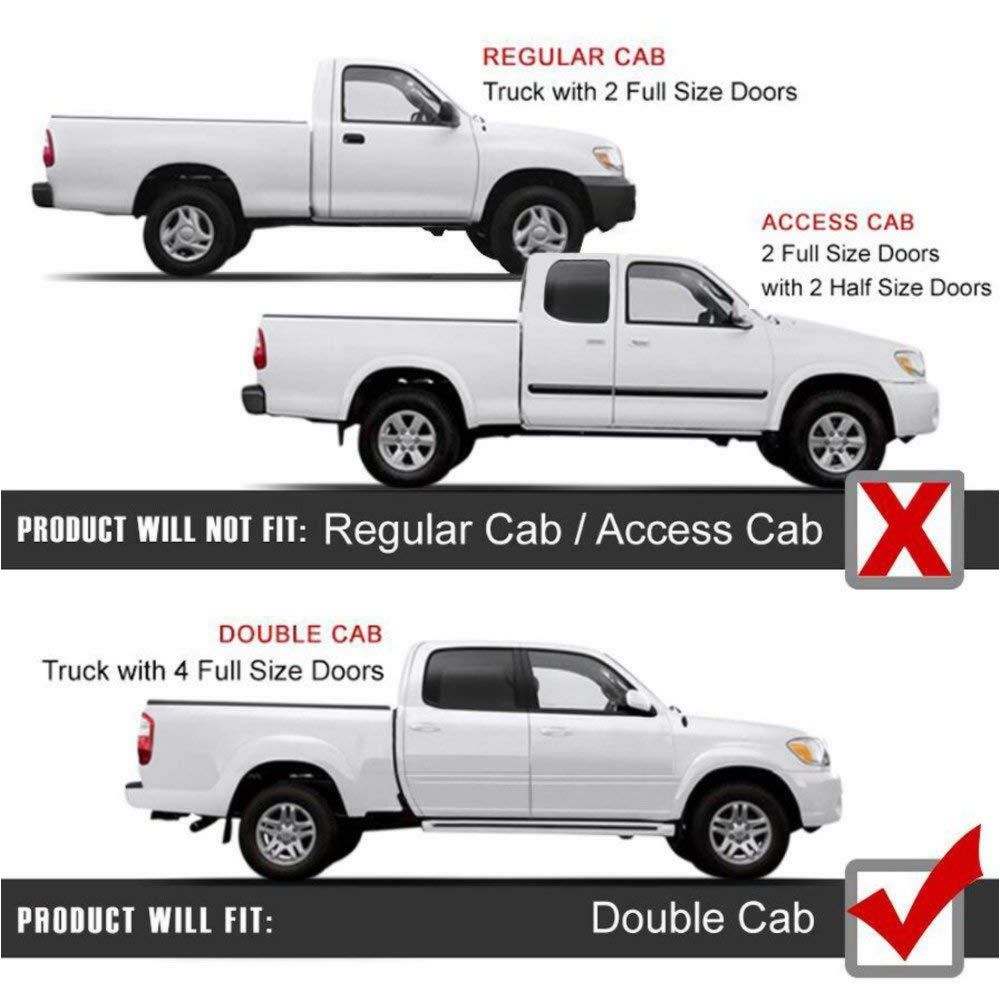 REGULAR CAB
Truck with 2 Full Size Doors
ACCESS CAB
2 Full Size Doors
with 2 Half Size Doors
PRODUCT WILL NOT FIT: Regular Cab / Access Cab
DOUBLE CAB
Truck with 4 Full Size Doors
PRODUCT WILL FIT: Double Cab